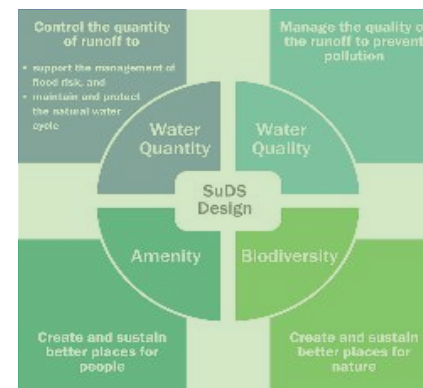 Control the quantity
of runoff to
• support the management of
flood risk, and
• maintain and protect
the natural water
cycle
Manage the quality o
the runoff to prevent
pollution
Water
Quantity
Water
Quality
SuDS
Design
Amenity
Biodiversity
Create and sustain
better places for
people
Create and sustain
better places for
nature